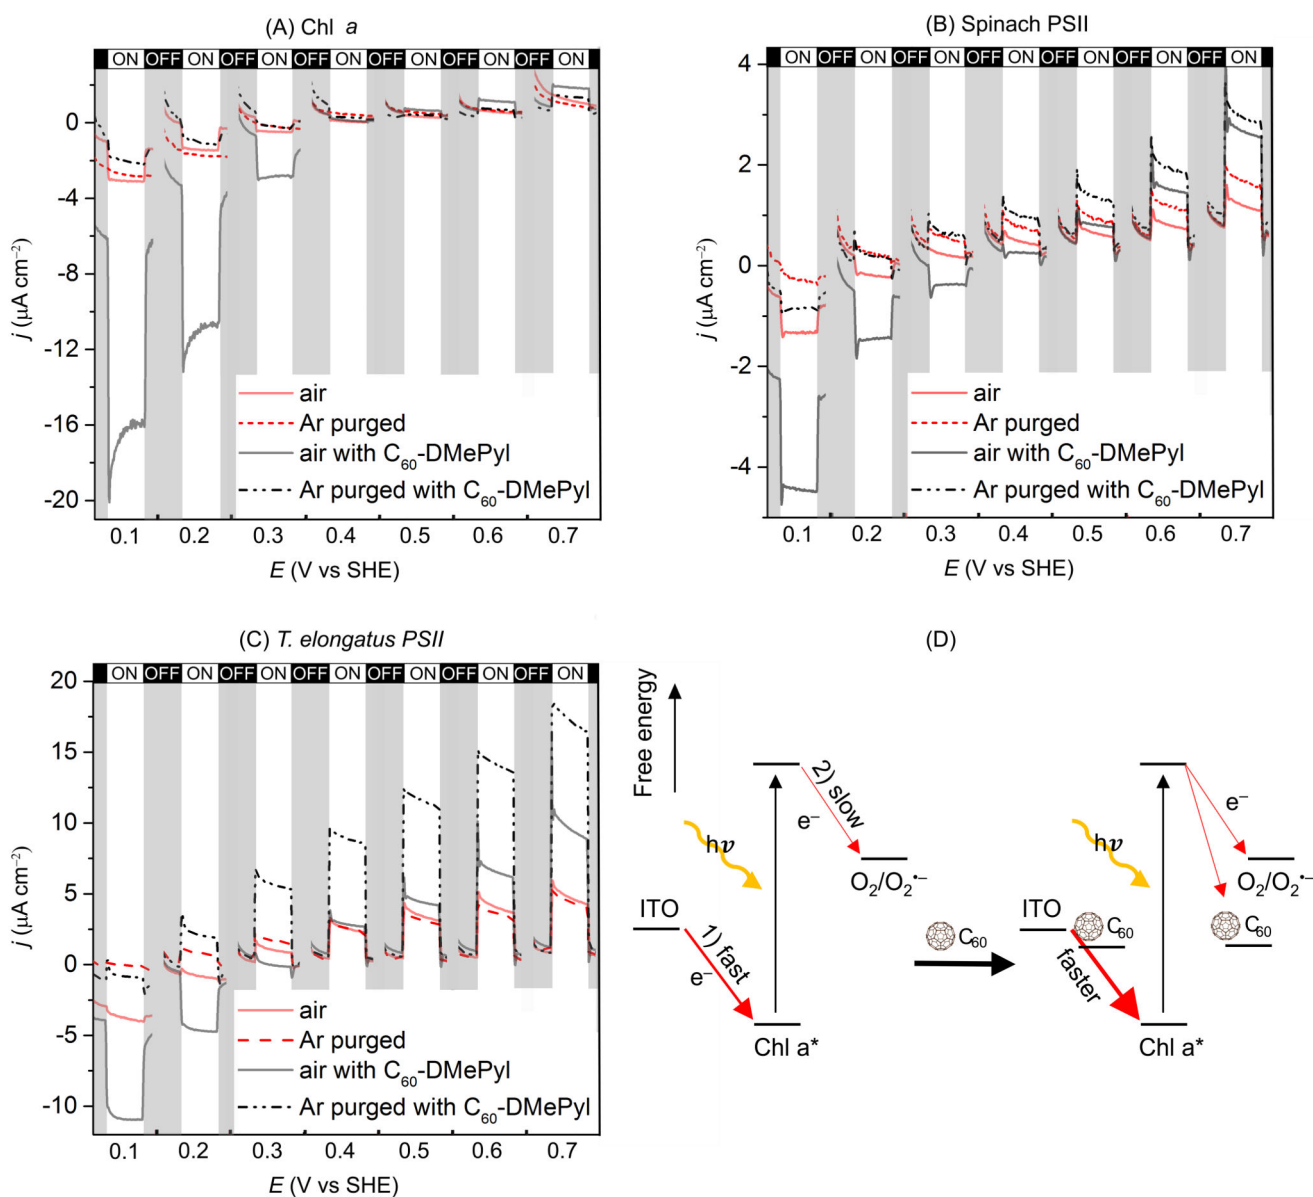 (A) Chl a
ON OFF ON OFF ON OFF ON OFF ON OFF ON OFF ON
0
-4
-8
-12
-16
-20
j (μA cm⁻²)
air
Ar purged
air with C₆₀-DMePyl
Ar purged with C₆₀-DMePyl
0.1 0.2 0.3 0.4 0.5 0.6 0.7
E (V vs SHE)
(B) Spinach PSII
ON OFF ON OFF ON OFF ON OFF ON OFF ON OFF ON
4
2
0
-2
-4
j (μA cm⁻²)
air
Ar purged
air with C₆₀-DMePyl
Ar purged with C₆₀-DMePyl
0.1 0.2 0.3 0.4 0.5 0.6 0.7
E (V vs SHE)
(C) T. elongatus PSII
ON OFF ON OFF ON OFF ON OFF ON OFF ON OFF ON
20
15
10
5
0
-5
-10
j (μA cm⁻²)
air
Ar purged
air with C₆₀-DMePyl
Ar purged with C₆₀-DMePyl
0.1 0.2 0.3 0.4 0.5 0.6 0.7
E (V vs SHE)
(D)
Free energy
hν
2) slow
e⁻
O₂/O₂•⁻
ITO
1) fast
e⁻
Chl a*
C₆₀
hν
e⁻
O₂/O₂•⁻
C₆₀
ITO
C₆₀
faster
Chl a*